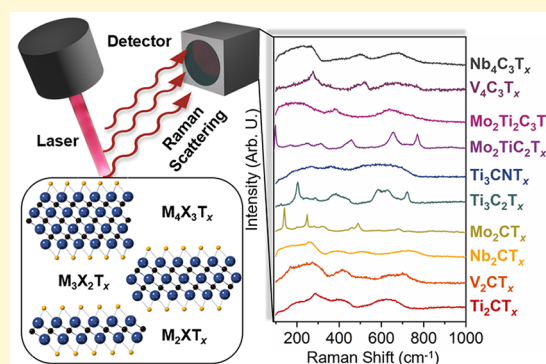 Detector
Laser
Raman
Scattering
M₄X₃Tₓ
M₃X₂Tₓ
M₂XTₓ
Intensity (Arb. U.)
Nb₄C₃Tₓ
V₄C₃Tₓ
Mo₂Ti₂C₃T
Mo₂TiC₂Tₓ
Ti₃CNTₓ
Ti₃C₂Tₓ
Mo₂CTₓ
Nb₂CTₓ
V₂CTₓ
Ti₂CTₓ
200 400 600 800 1000
Raman Shift (cm⁻¹)